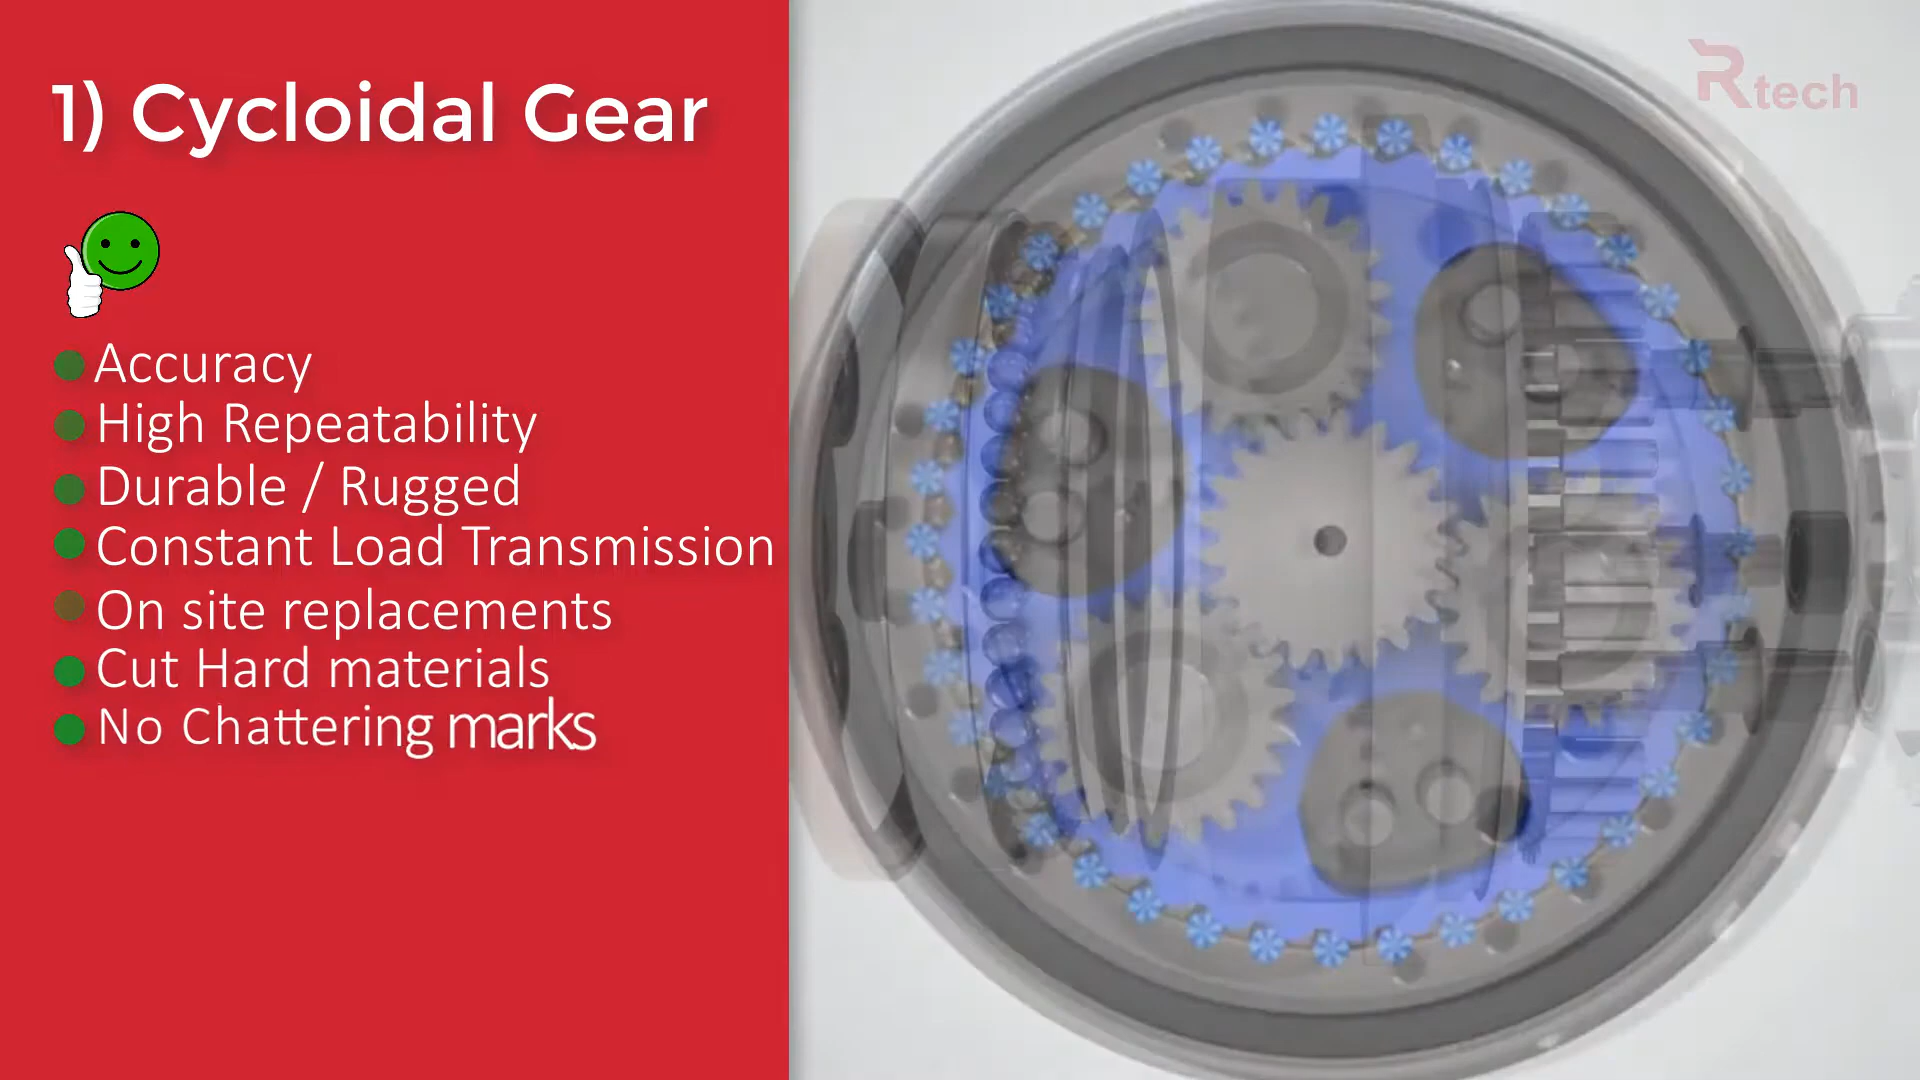 1) Cycloidal Gear
Rtech
Accuracy
High Repeatability
Durable / Rugged
Constant Load Transmission
On site replacements
Cut Hard materials
No Chattering marks